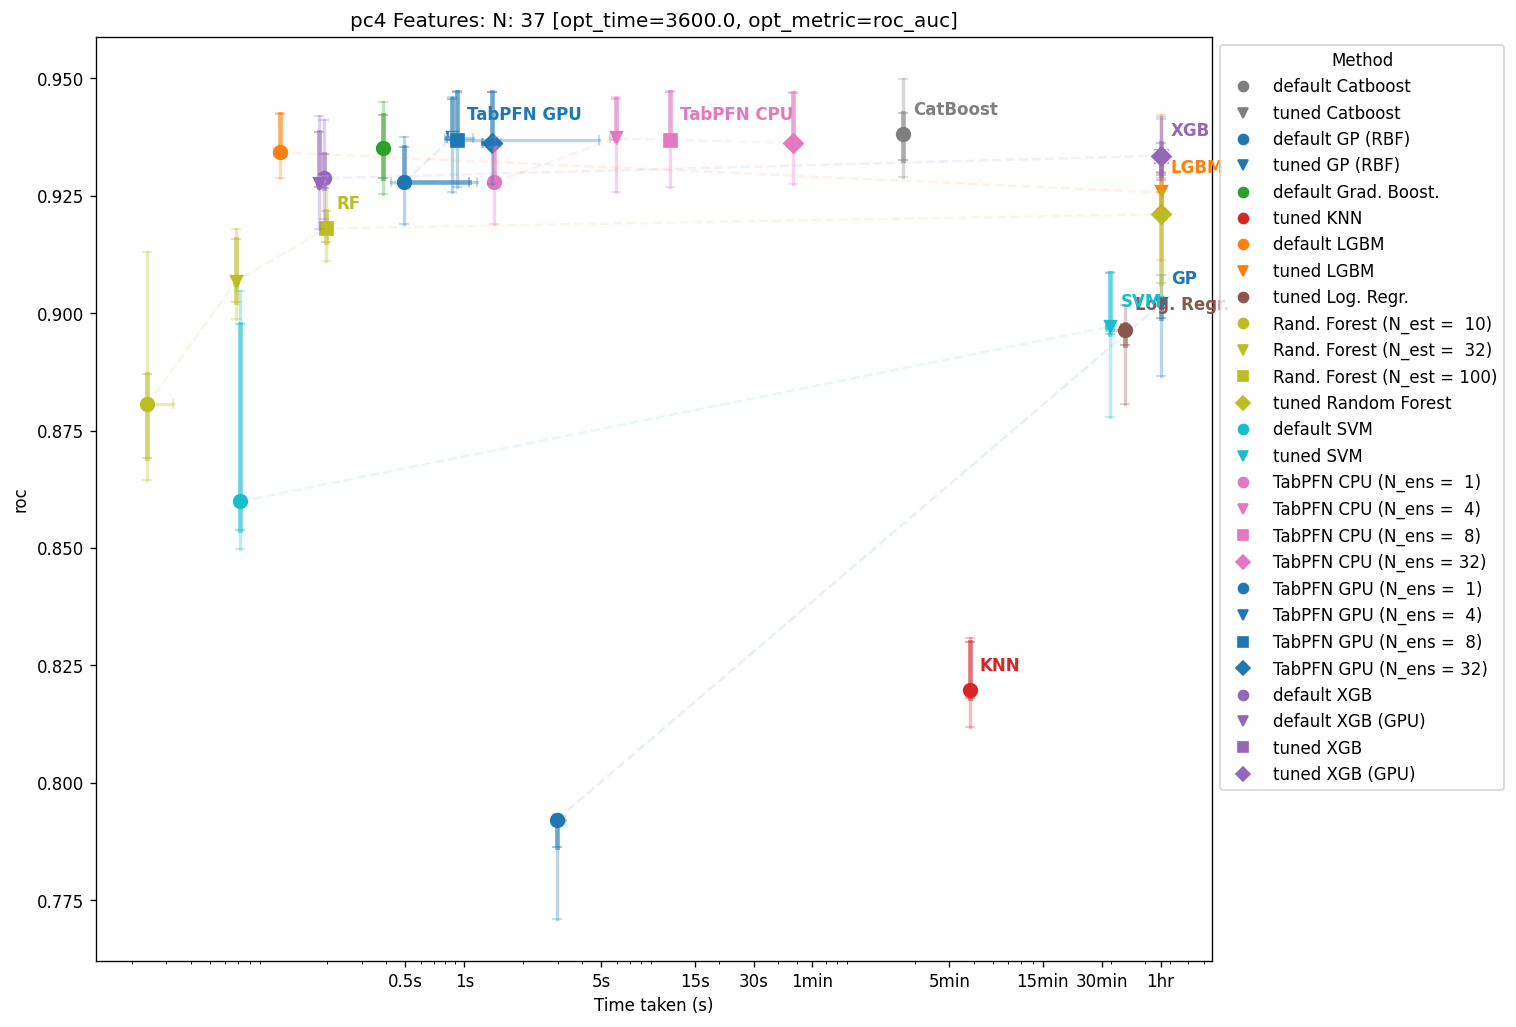 pc4 Features: N: 37 [opt_time=3600.0, opt_metric=roc_auc]
0.950
0.925
0.900
0.875
0.850
0.825
0.800
0.775
roc
TabPFN GPU
TabPFN CPU
CatBoost
XGB
LGBM
RF
GP
SVM
Log. Regr.
KNN
0.5s
1s
5s
15s
30s
1min
5min
15min
30min
1hr
Time taken (s)
Method
default Catboost
tuned Catboost
default GP (RBF)
tuned GP (RBF)
default Grad. Boost.
tuned KNN
default LGBM
tuned LGBM
tuned Log. Regr.
Rand. Forest (N_est =  10)
Rand. Forest (N_est =  32)
Rand. Forest (N_est = 100)
tuned Random Forest
default SVM
tuned SVM
TabPFN CPU (N_ens =  1)
TabPFN CPU (N_ens =  4)
TabPFN CPU (N_ens =  8)
TabPFN CPU (N_ens = 32)
TabPFN GPU (N_ens =  1)
TabPFN GPU (N_ens =  4)
TabPFN GPU (N_ens =  8)
TabPFN GPU (N_ens = 32)
default XGB
default XGB (GPU)
tuned XGB
tuned XGB (GPU)